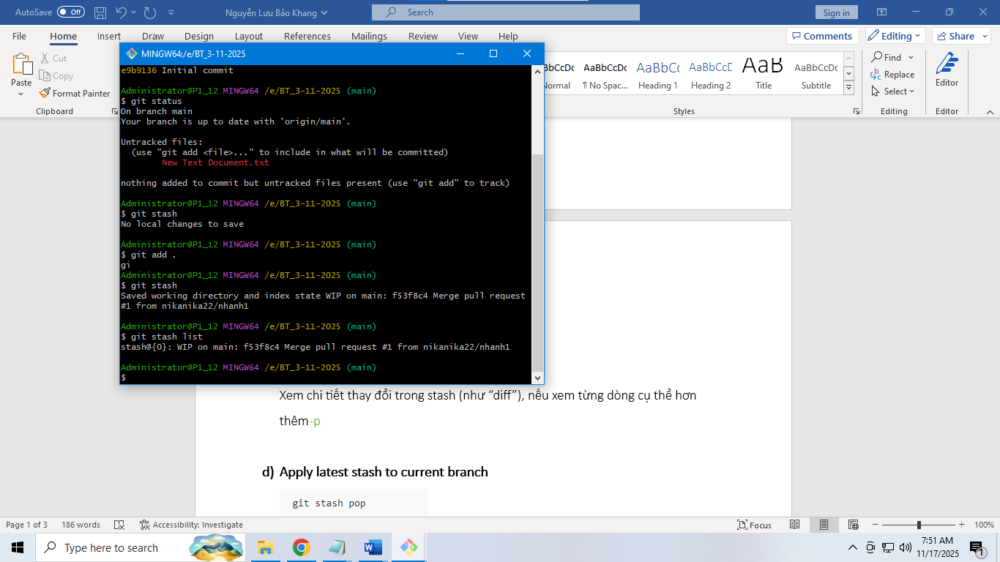 AutoSave Off Nguyễn Lưu Bảo Khang Search Sign in
File Home Insert Draw Design Layout References Mailings Review View Help Comments Editing Share
MINGW64:/e/BT_3-11-2025
Paste
Cut
Copy
Format Painter
Clipboard
BbCcDc AaBbCcDc AaBbCc AaBbCcD AaB AaBbCcDc
Normal ¶ No Spac... Heading 1 Heading 2 Title Subtitle
Styles
Find
Replace
Select
Editing
Editor
Editor
e9b9136 Initial commit
Administrator@P1_12 MINGW64 /e/BT_3-11-2025 (main)
$ git status
On branch main
Your branch is up to date with 'origin/main'.
Untracked files:
(use "git add <file>..." to include in what will be committed)
New Text Document.txt
nothing added to commit but untracked files present (use "git add" to track)
Administrator@P1_12 MINGW64 /e/BT_3-11-2025 (main)
$ git stash
No local changes to save
Administrator@P1_12 MINGW64 /e/BT_3-11-2025 (main)
$ git add .
gi
Administrator@P1_12 MINGW64 /e/BT_3-11-2025 (main)
$ git stash
Saved working directory and index state WIP on main: f53f8c4 Merge pull request
#1 from nikanika22/nhanh1
Administrator@P1_12 MINGW64 /e/BT_3-11-2025 (main)
$ git stash list
stash@{0}: WIP on main: f53f8c4 Merge pull request #1 from nikanika22/nhanh1
Administrator@P1_12 MINGW64 /e/BT_3-11-2025 (main)
$
Xem chi tiết thay đổi trong stash (như “diff”), nếu xem từng dòng cụ thể hơn
thêm-p
d) Apply latest stash to current branch
git stash pop
Page 1 of 3 186 words Accessibility: Investigate Focus 100%
Type here to search
7:51 AM
11/17/2025
1